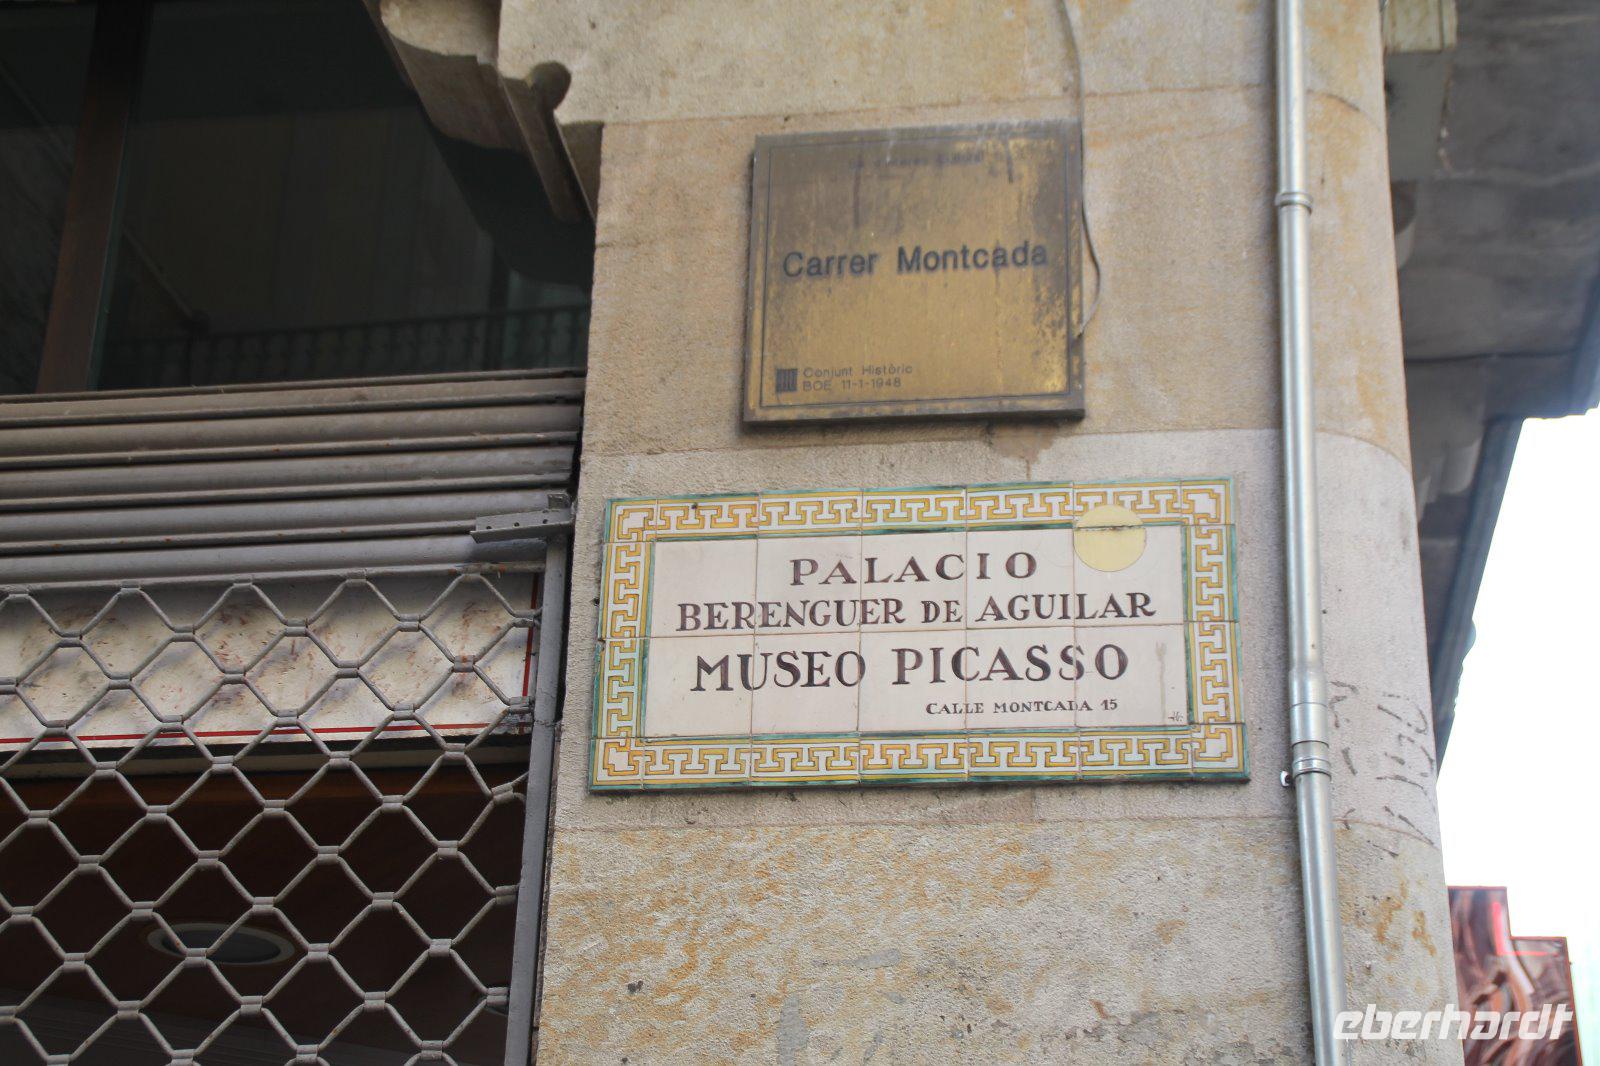 Carrer Montcada
Conjunt Històric
BOE 11-1-1948
PALACIO
BERENGUER DE AGUILAR
MUSEO PICASSO
CALLE MONTCADA 15
eberhardt